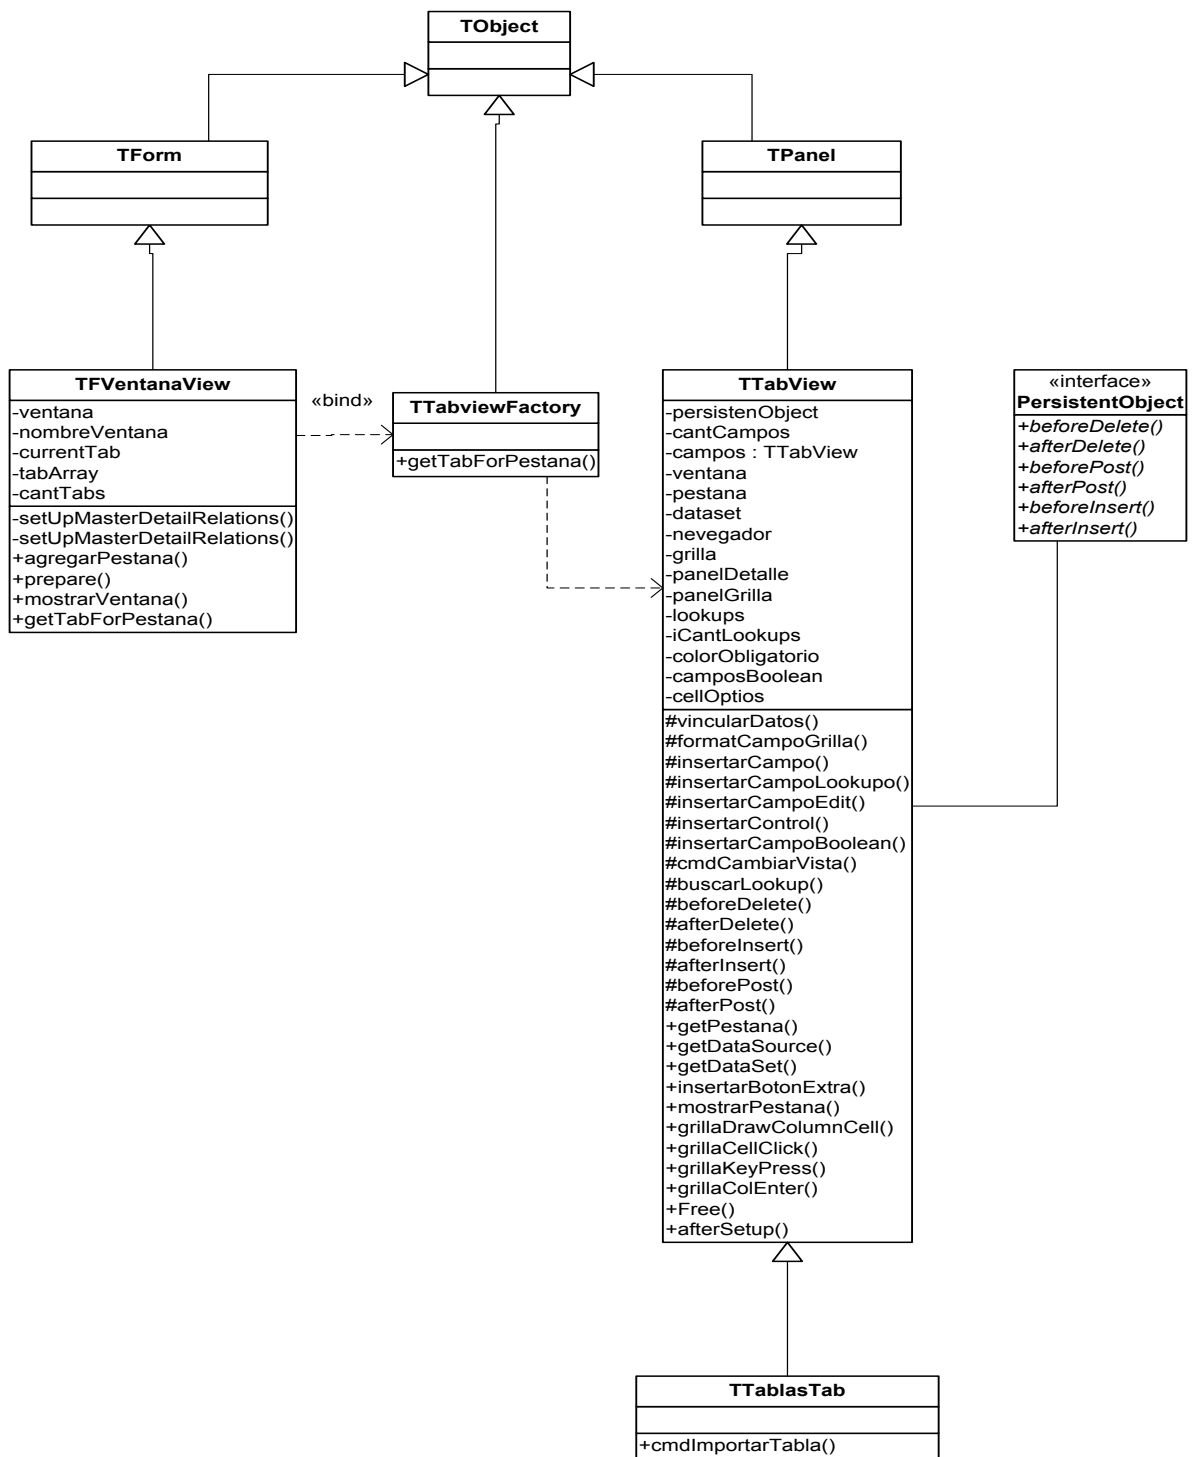 TObject
TForm
TPanel
TFVentanaView
-ventana
-nombreVentana
-currentTab
-tabArray
-cantTabs
-setUpMasterDetailRelations()
-setUpMasterDetailRelations()
+agregarPestana()
+prepare()
+mostrarVentana()
+getTabForPestana()
«bind»
TTabviewFactory
+getTabForPestana()
TTabView
-persistenObject
-cantCampos
-campos : TTabView
-ventana
-pestana
-dataset
-nevegador
-grilla
-panelDetalle
-panelGrilla
-lookups
-iCantLookups
-colorObligatorio
-camposBoolean
-cellOptios
#vincularDatos()
#formatCampoGrilla()
#insertarCampo()
#insertarCampoLookupo()
#insertarCampoEdit()
#insertarControl()
#insertarCampoBoolean()
#cmdCambiarVista()
#buscarLookup()
#beforeDelete()
#afterDelete()
#beforeInsert()
#afterInsert()
#beforePost()
#afterPost()
+getPestana()
+getDataSource()
+getDataSet()
+insertarBotonExtra()
+mostrarPestana()
+grillaDrawColumnCell()
+grillaCellClick()
+grillaKeyPress()
+grillaColEnter()
+Free()
+afterSetup()
«interface»
PersistentObject
+beforeDelete()
+afterDelete()
+beforePost()
+afterPost()
+beforeInsert()
+afterInsert()
TTablasTab
+cmdImportarTabla()